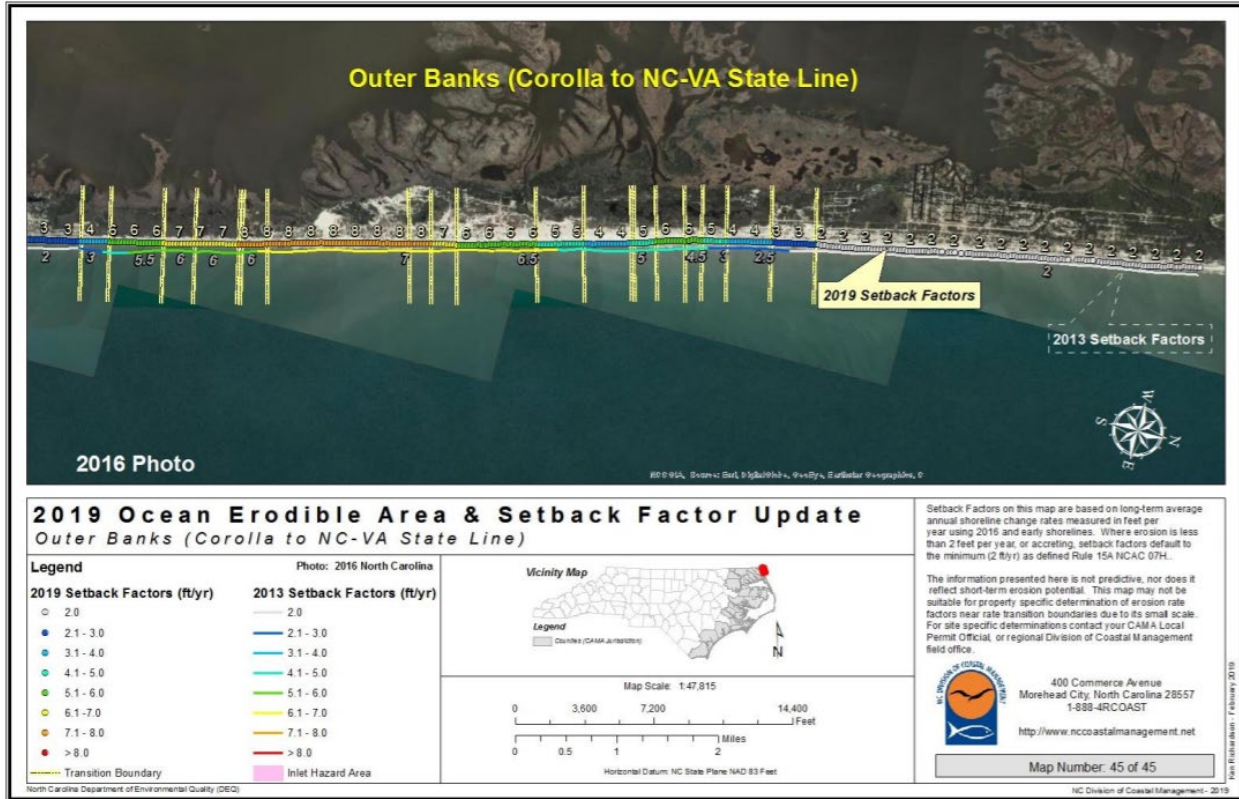 Outer Banks (Corolla to NC-VA State Line)
3 3 4 6 6 6 7 7 7 8 8 8 8 8 8 8 8 8 7 6 6 6 5 5 4 4 5 6 6 5 4 3 3 2 2 2 2 2 2 2 2 2 2 2 2 2 2 2 2 2 2
2 3 5.5 6 6 6 7 6.5 5 4.5 3 2.5 2
2019 Setback Factors
2013 Setback Factors
W
S N
E
2016 Photo
2019 Ocean Erodible Area & Setback Factor Update
Outer Banks (Corolla to NC-VA State Line)
Legend
Photo: 2016 North Carolina
2019 Setback Factors (ft/yr) 2013 Setback Factors (ft/yr)
2.0 2.0
2.1 - 3.0 2.1 - 3.0
3.1 - 4.0 3.1 - 4.0
4.1 - 5.0 4.1 - 5.0
5.1 - 6.0 5.1 - 6.0
6.1 -7.0 6.1 - 7.0
7.1 - 8.0 7.1 - 8.0
> 8.0 > 8.0
Transition Boundary Inlet Hazard Area
Vicinity Map
Legend
Counties (CAMA Jurisdiction)
N
Map Scale: 1:47,815
0 3,600 7,200 14,400
Feet
Miles
0 0.5 1 2
Horizontal Datum: NC State Plane NAD 83 Feet
Setback Factors on this map are based on long-term average
annual shoreline change rates measured in feet per
year using 2016 and early shorelines. Where erosion is less
than 2 feet per year, or accreting, setback factors default to
the minimum (2 ft/yr) as defined Rule 15A NCAC 07H..
The information presented here is not predictive, nor does it
reflect short-term erosion potential. This map may not be
suitable for property specific determination of erosion rate
factors near rate transition boundaries due to its small scale.
For site specific determinations contact your CAMA Local
Permit Official, or regional Division of Coastal Management
field office.
NC DIVISION OF COASTAL MANAGEMENT
400 Commerce Avenue
Morehead City, North Carolina 28557
1-888-4RCOAST
http://www.nccoastalmanagement.net
Map Number: 45 of 45
Ken Richardson - February 2019
North Carolina Department of Environmental Quality (DEQ)
NC Division of Coastal Management - 2019